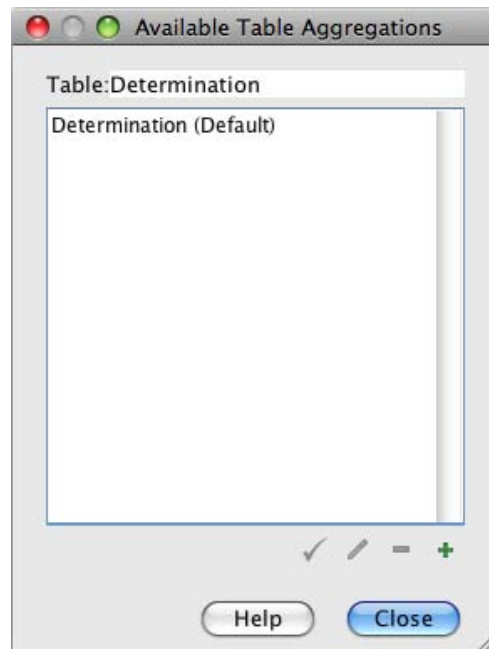 Available Table Aggregations
Table:Determination
Determination (Default)
Help Close